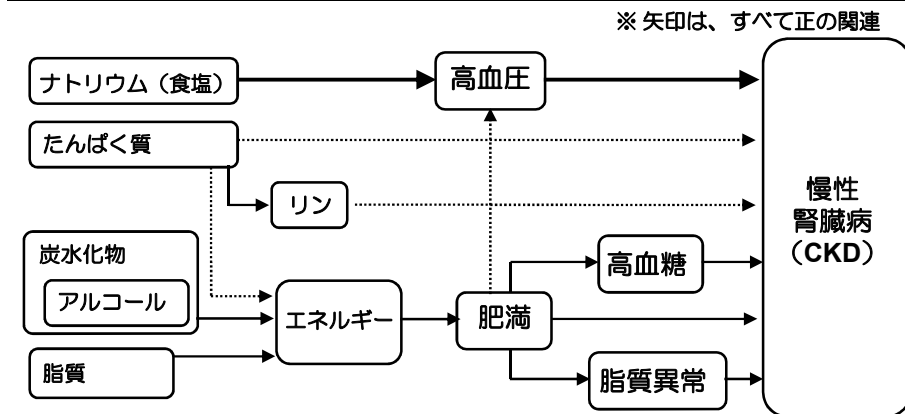 ※ 矢印は、すべて正の関連
ナトリウム（食塩）
高血圧
たんぱく質
リン
慢性
腎臓病
（CKD）
炭水化物
アルコール
高血糖
エネルギー
肥満
脂質
脂質異常